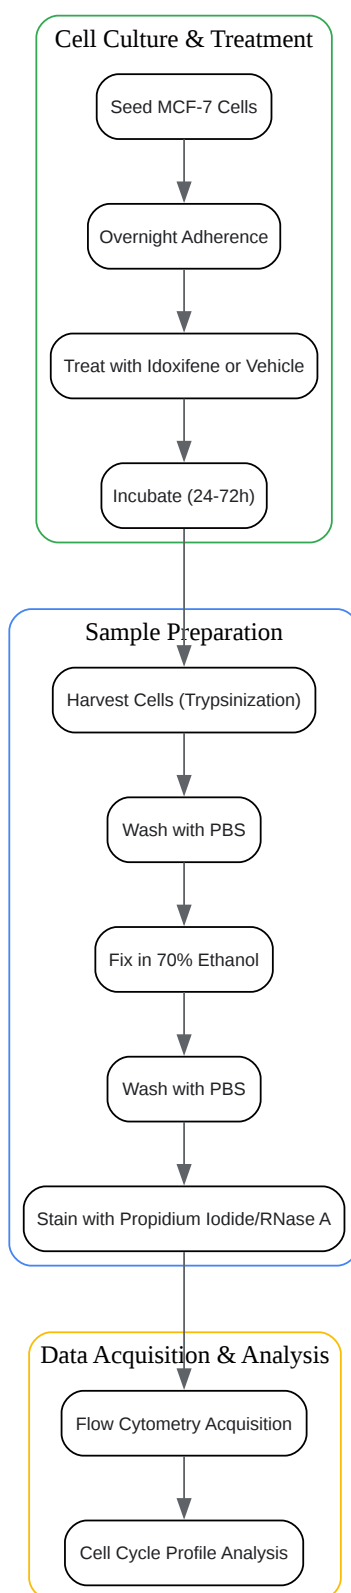 Cell Culture & Treatment
Seed MCF-7 Cells
Overnight Adherence
Treat with Idoxifene or Vehicle
Incubate (24-72h)
Sample Preparation
Harvest Cells (Trypsinization)
Wash with PBS
Fix in 70% Ethanol
Wash with PBS
Stain with Propidium Iodide/RNase A
Data Acquisition & Analysis
Flow Cytometry Acquisition
Cell Cycle Profile Analysis